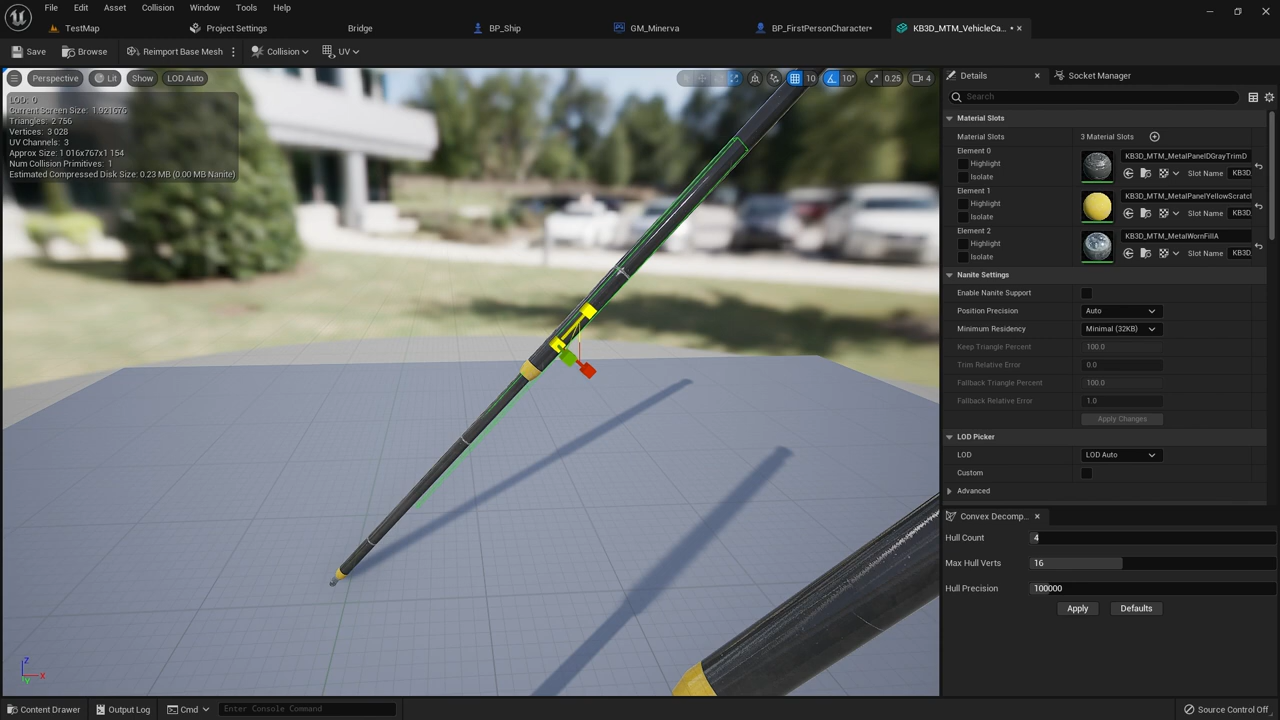 File Edit Asset Collision Window Tools Help
TestMap Project Settings Bridge BP_Ship GM_Minerva BP_FirstPersonCharacter* KB3D_MTM_VehicleCa... •
Save Browse Reimport Base Mesh Collision UV
Perspective Lit Show LOD Auto 10 10° 0.25 4
LOD: 0
Current Screen Size: 1.921676
Triangles: 2 756
Vertices: 3 028
UV Channels: 3
Approx Size: 1 016x767x1 154
Num Collision Primitives: 1
Estimated Compressed Disk Size: 0.23 MB (0.00 MB Nanite)
Z
X
Details Socket Manager
Search
Material Slots
Material Slots 3 Material Slots
Element 0
Highlight
Isolate
KB3D_MTM_MetalPanelDGrayTrimD
Slot Name KB3D_
Element 1
Highlight
Isolate
KB3D_MTM_MetalPanelYellowScratc
Slot Name KB3D_
Element 2
Highlight
Isolate
KB3D_MTM_MetalWornFillA
Slot Name KB3D_
Nanite Settings
Enable Nanite Support
Position Precision Auto
Minimum Residency Minimal (32KB)
Keep Triangle Percent 100.0
Trim Relative Error 0.0
Fallback Triangle Percent 100.0
Fallback Relative Error 1.0
Apply Changes
LOD Picker
LOD LOD Auto
Custom
Advanced
Convex Decomp...
Hull Count 4
Max Hull Verts 16
Hull Precision 100000
Apply Defaults
Content Drawer Output Log Cmd Enter Console Command Source Control Off